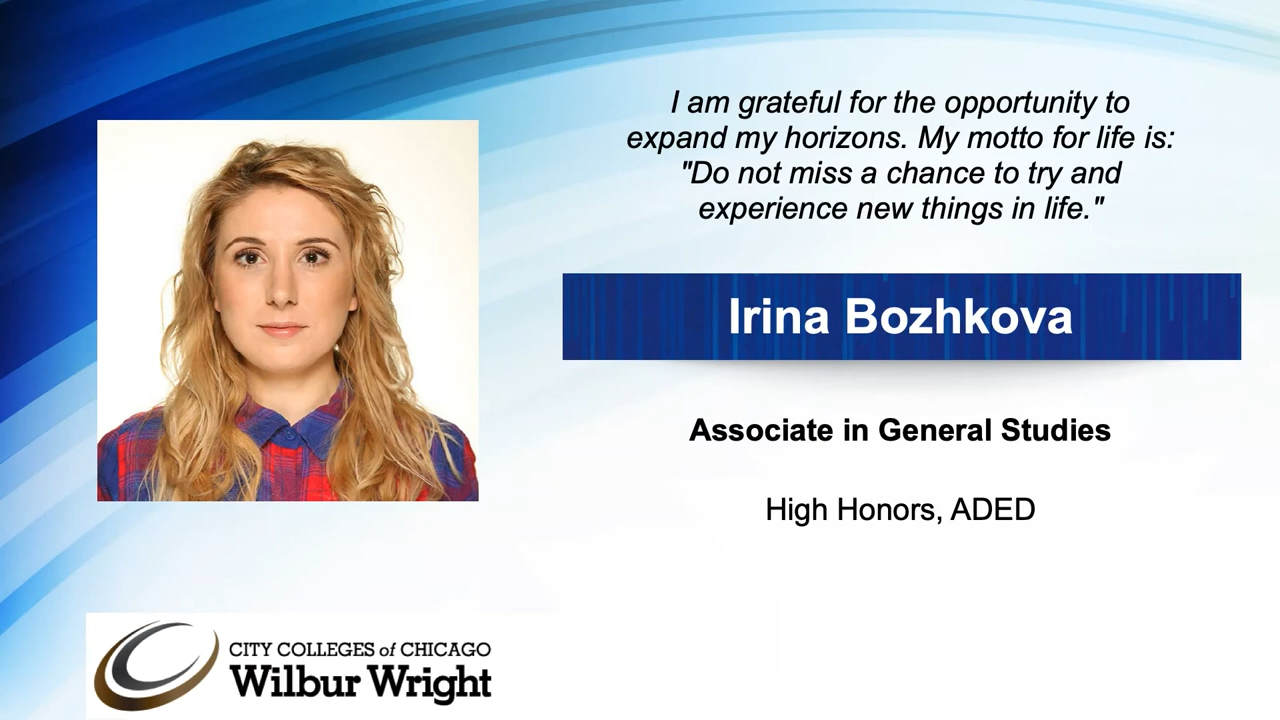 I am grateful for the opportunity to
expand my horizons. My motto for life is:
"Do not miss a chance to try and
experience new things in life."
Irina Bozhkova
Associate in General Studies
High Honors, ADED
CITY COLLEGES of CHICAGO
Wilbur Wright